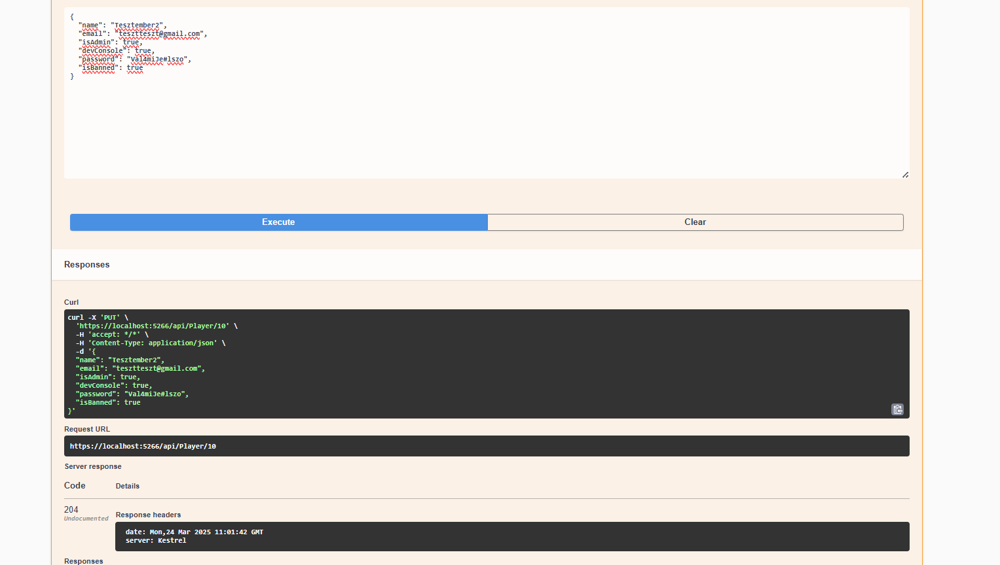 {
"name": "Tesztember2",
"email": "tesztteszt@gmail.com",
"isAdmin": true,
"devConsole": true,
"password": "Val4miJe#lszo",
"isBanned": true
}
Execute
Clear
Responses
Curl
curl -X 'PUT' \
'https://localhost:5266/api/Player/10' \
-H 'accept: */*' \
-H 'Content-Type: application/json' \
-d '{
"name": "Tesztember2",
"email": "tesztteszt@gmail.com",
"isAdmin": true,
"devConsole": true,
"password": "Val4miJe#lszo",
"isBanned": true
}'
Request URL
https://localhost:5266/api/Player/10
Server response
Code Details
204
Undocumented
Response headers
date: Mon,24 Mar 2025 11:01:42 GMT
server: Kestrel
Responses